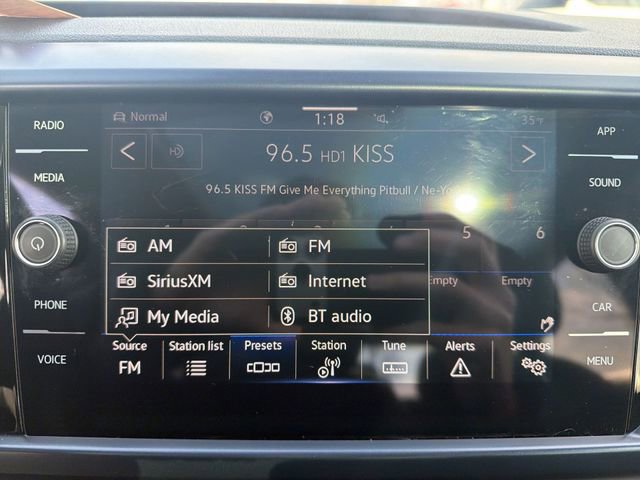 RADIO
MEDIA
PHONE
VOICE
Normal
1:18
35°F
96.5 HD1 KISS
96.5 KISS FM Give Me Everything Pitbull / Ne-Yo
5
6
Empty
Empty
AM
FM
SiriusXM
Internet
My Media
BT audio
Source
FM
Station list
Presets
Station
Tune
Alerts
Settings
APP
SOUND
CAR
MENU